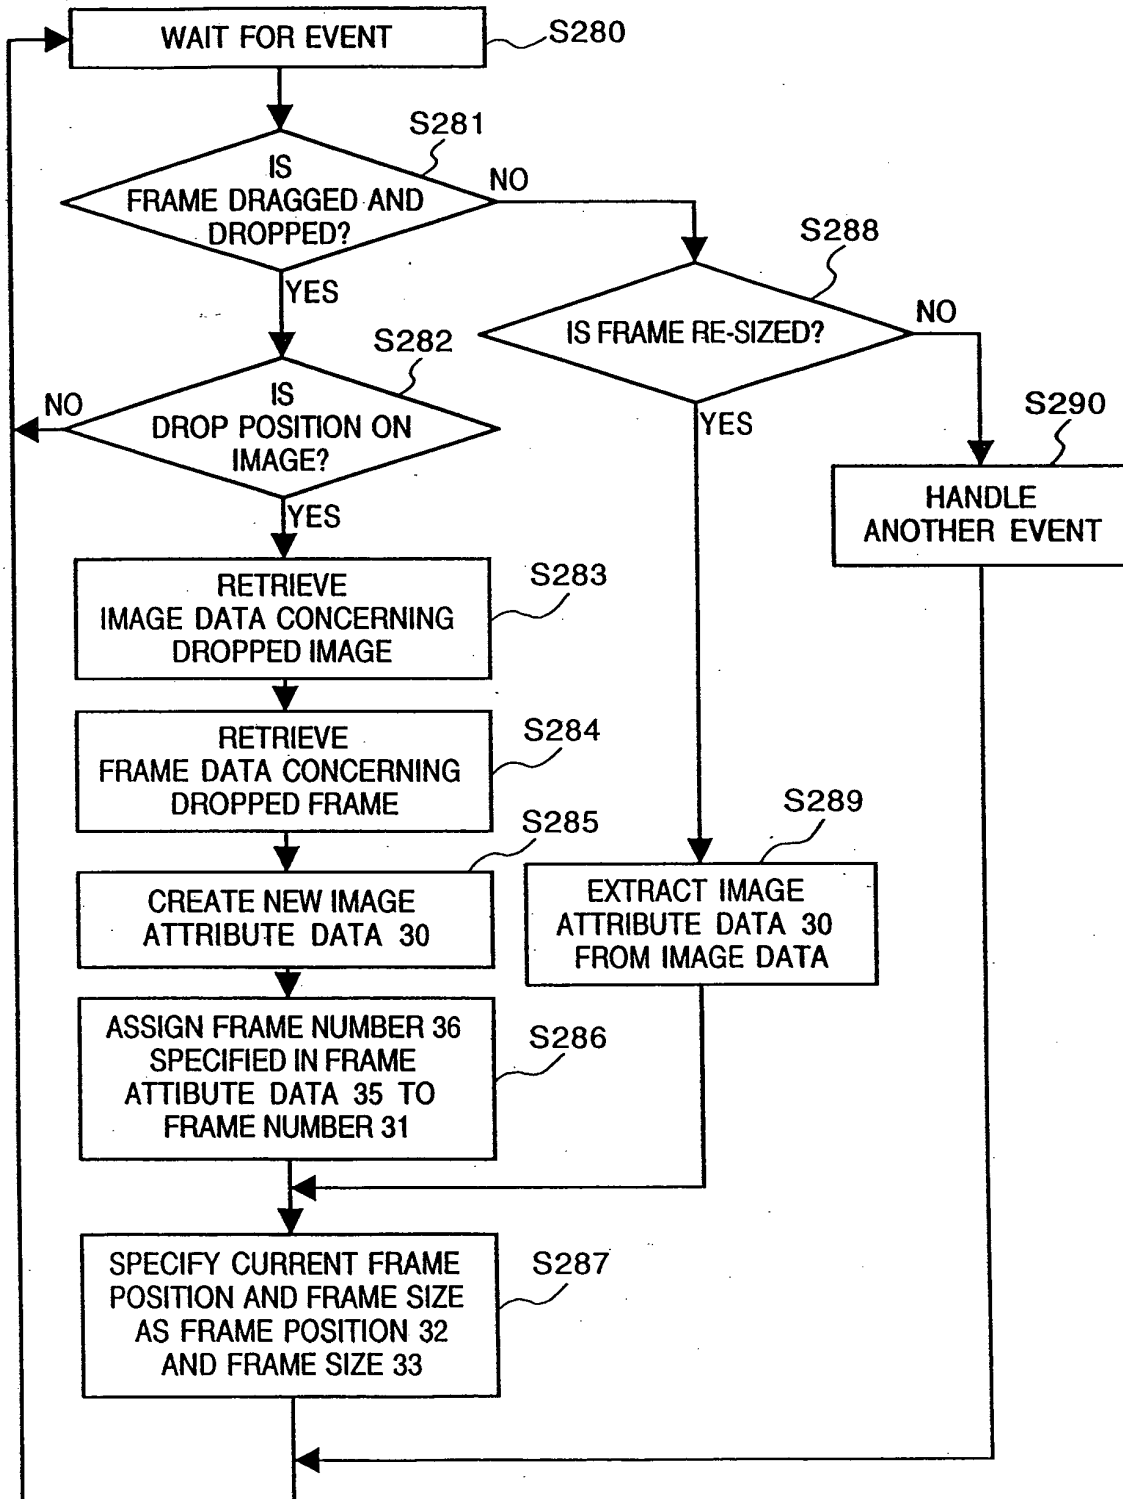 WAIT FOR EVENT
S280
S281
IS
FRAME DRAGGED AND
DROPPED?
NO
YES
S288
IS FRAME RE-SIZED?
NO
YES
S282
IS
DROP POSITION ON
IMAGE?
NO
YES
S290
HANDLE
ANOTHER EVENT
S283
RETRIEVE
IMAGE DATA CONCERNING
DROPPED IMAGE
S284
RETRIEVE
FRAME DATA CONCERNING
DROPPED FRAME
S285
CREATE NEW IMAGE
ATTRIBUTE DATA 30
S289
EXTRACT IMAGE
ATTRIBUTE DATA 30
FROM IMAGE DATA
S286
ASSIGN FRAME NUMBER 36
SPECIFIED IN FRAME
ATTIBUTE DATA 35 TO
FRAME NUMBER 31
S287
SPECIFY CURRENT FRAME
POSITION AND FRAME SIZE
AS FRAME POSITION 32
AND FRAME SIZE 33